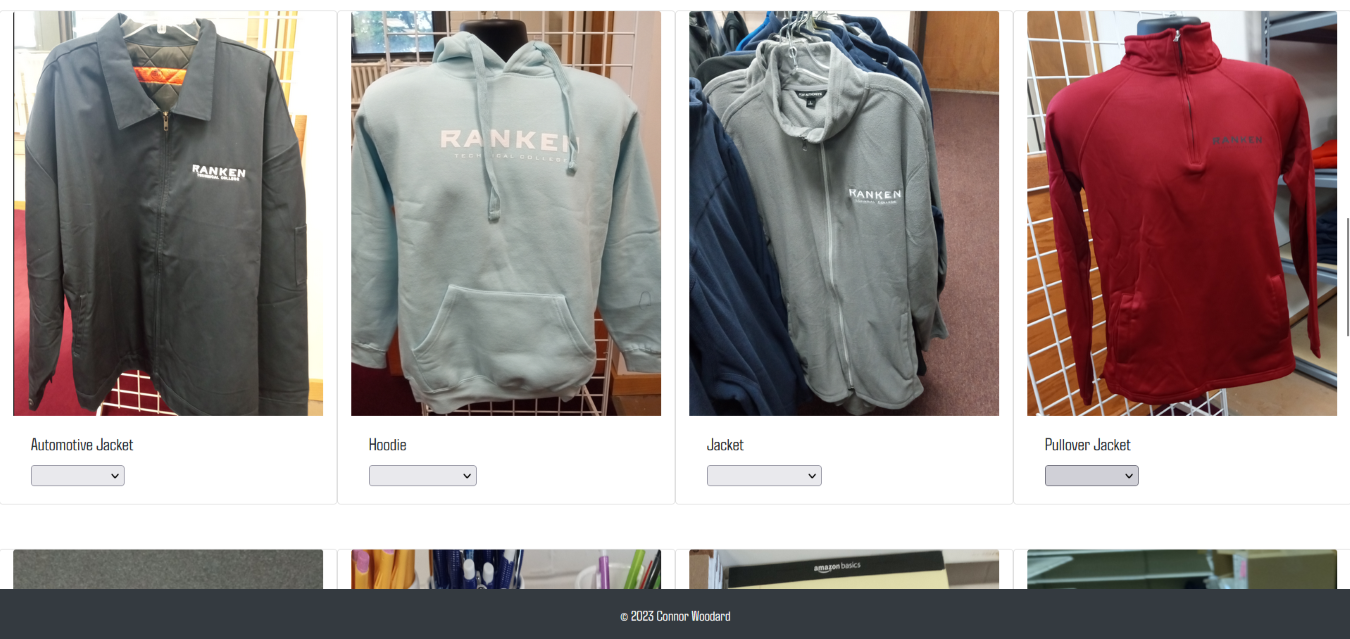 RANKEN
TECHNICAL COLLEGE
RANKEN
TECHNICAL COLLEGE
RANKEN
TECHNICAL COLLEGE
RANKEN
Automotive Jacket
Hoodie
Jacket
Pullover Jacket
amazon basics
© 2023 Connor Woodard